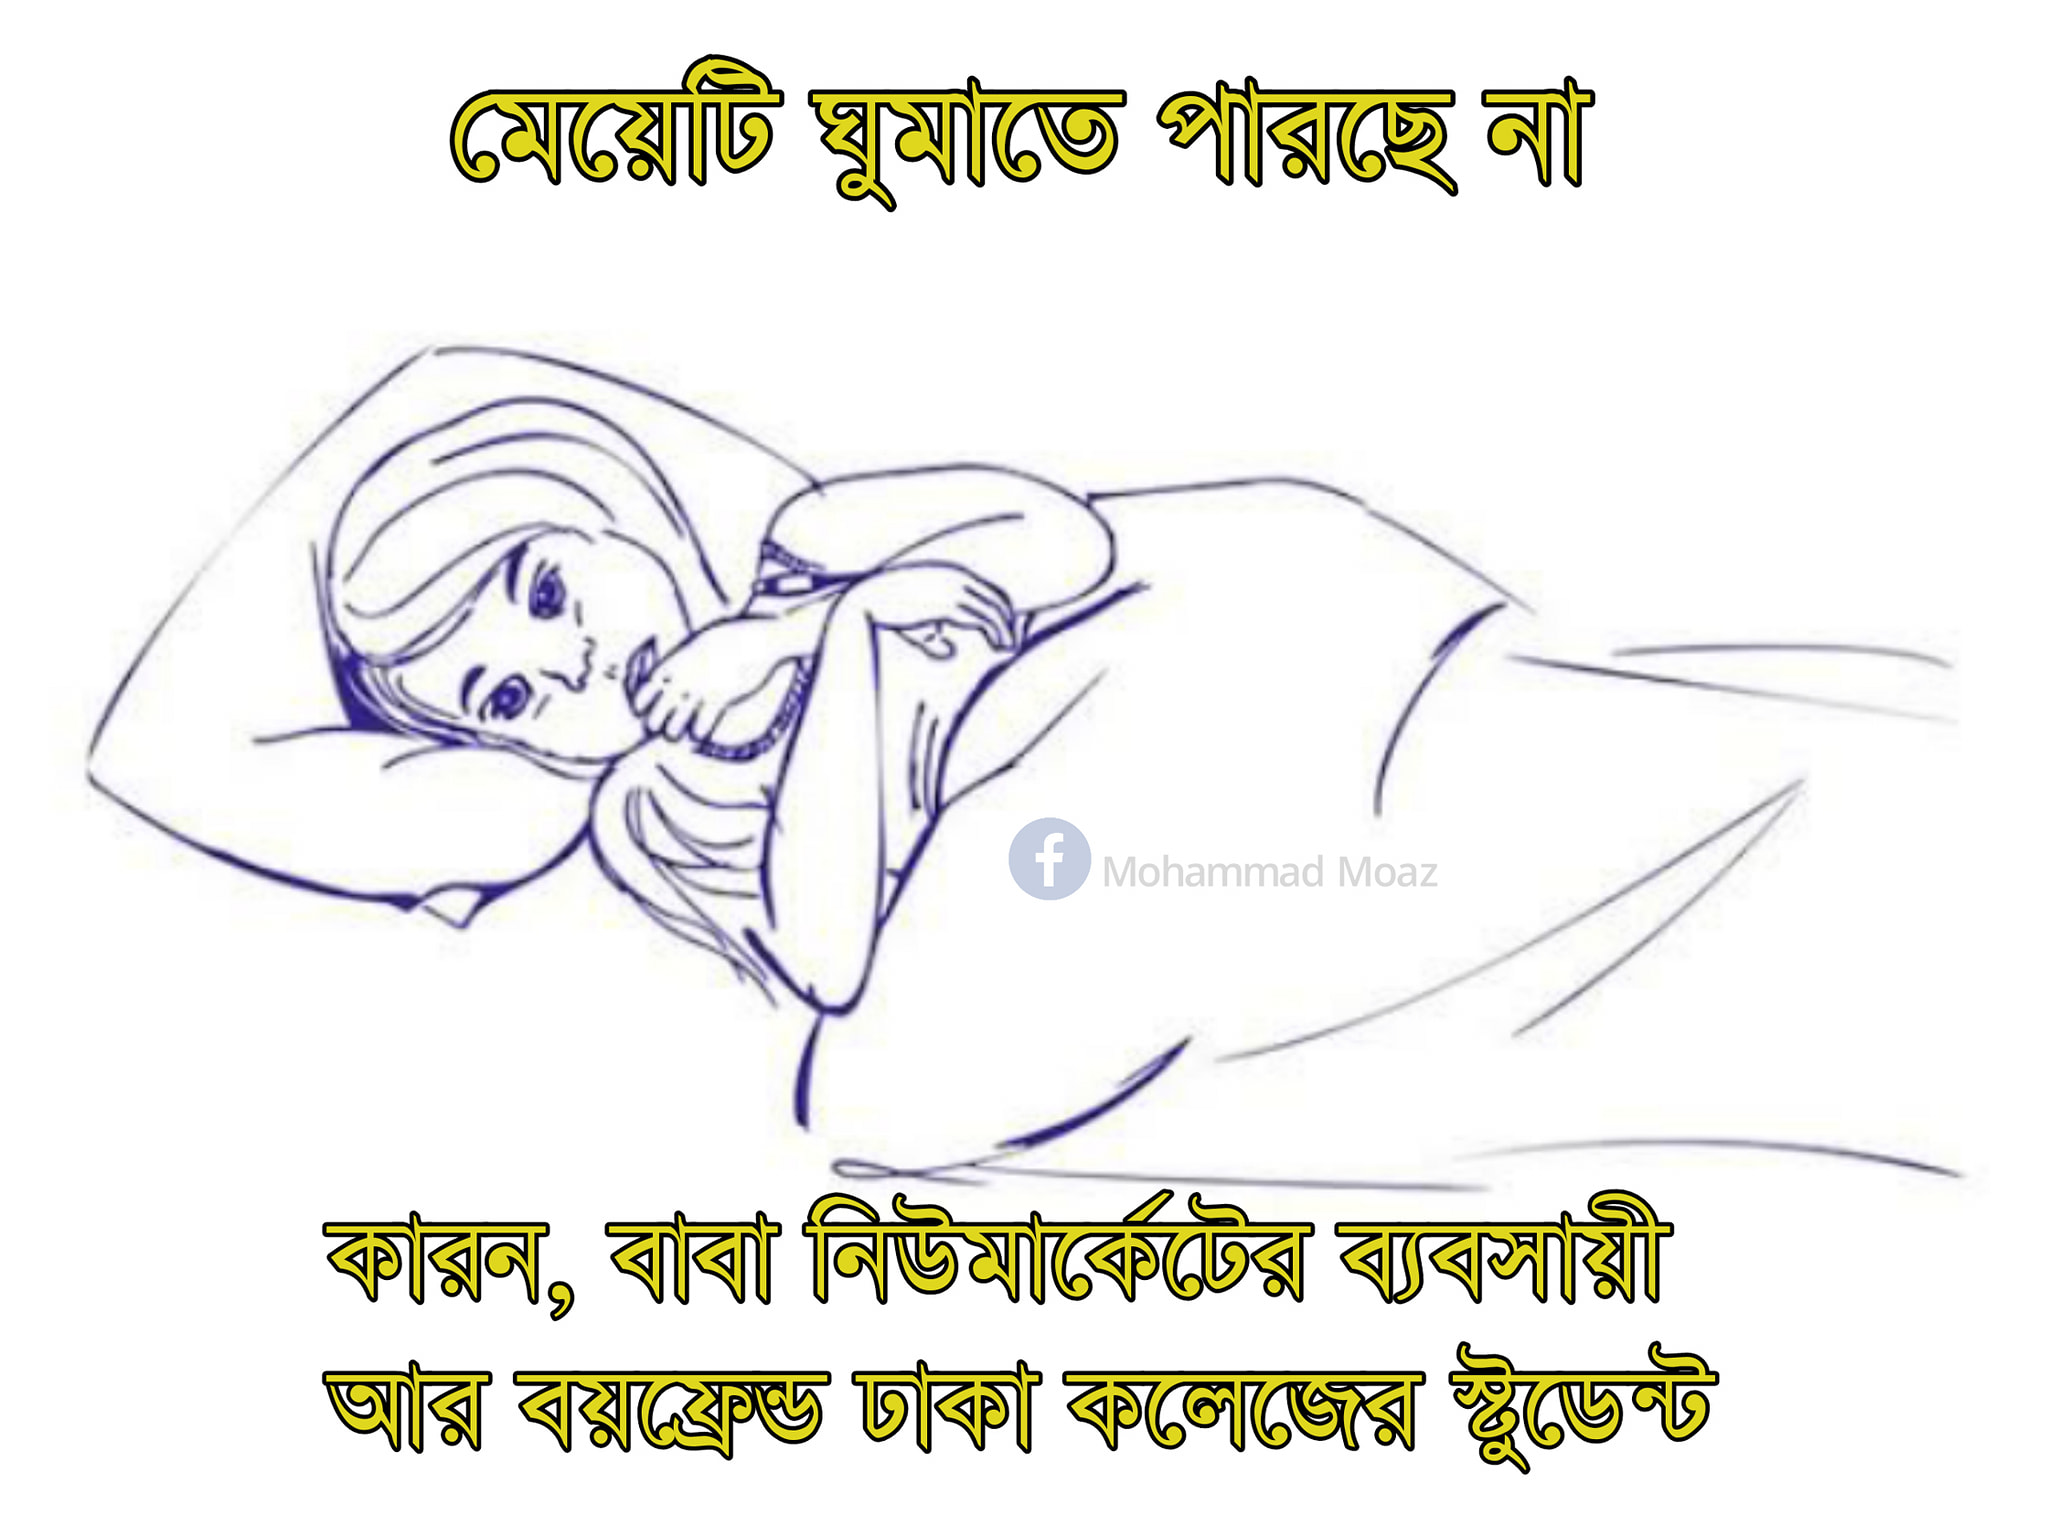 মেয়েটি ঘুমাতে পারছে না
Mohammad Moaz
কারন, বাবা নিউমার্কেটের ব্যবসায়ী
আর বয়ফ্রেন্ড ঢাকা কলেজের স্টুডেন্ট